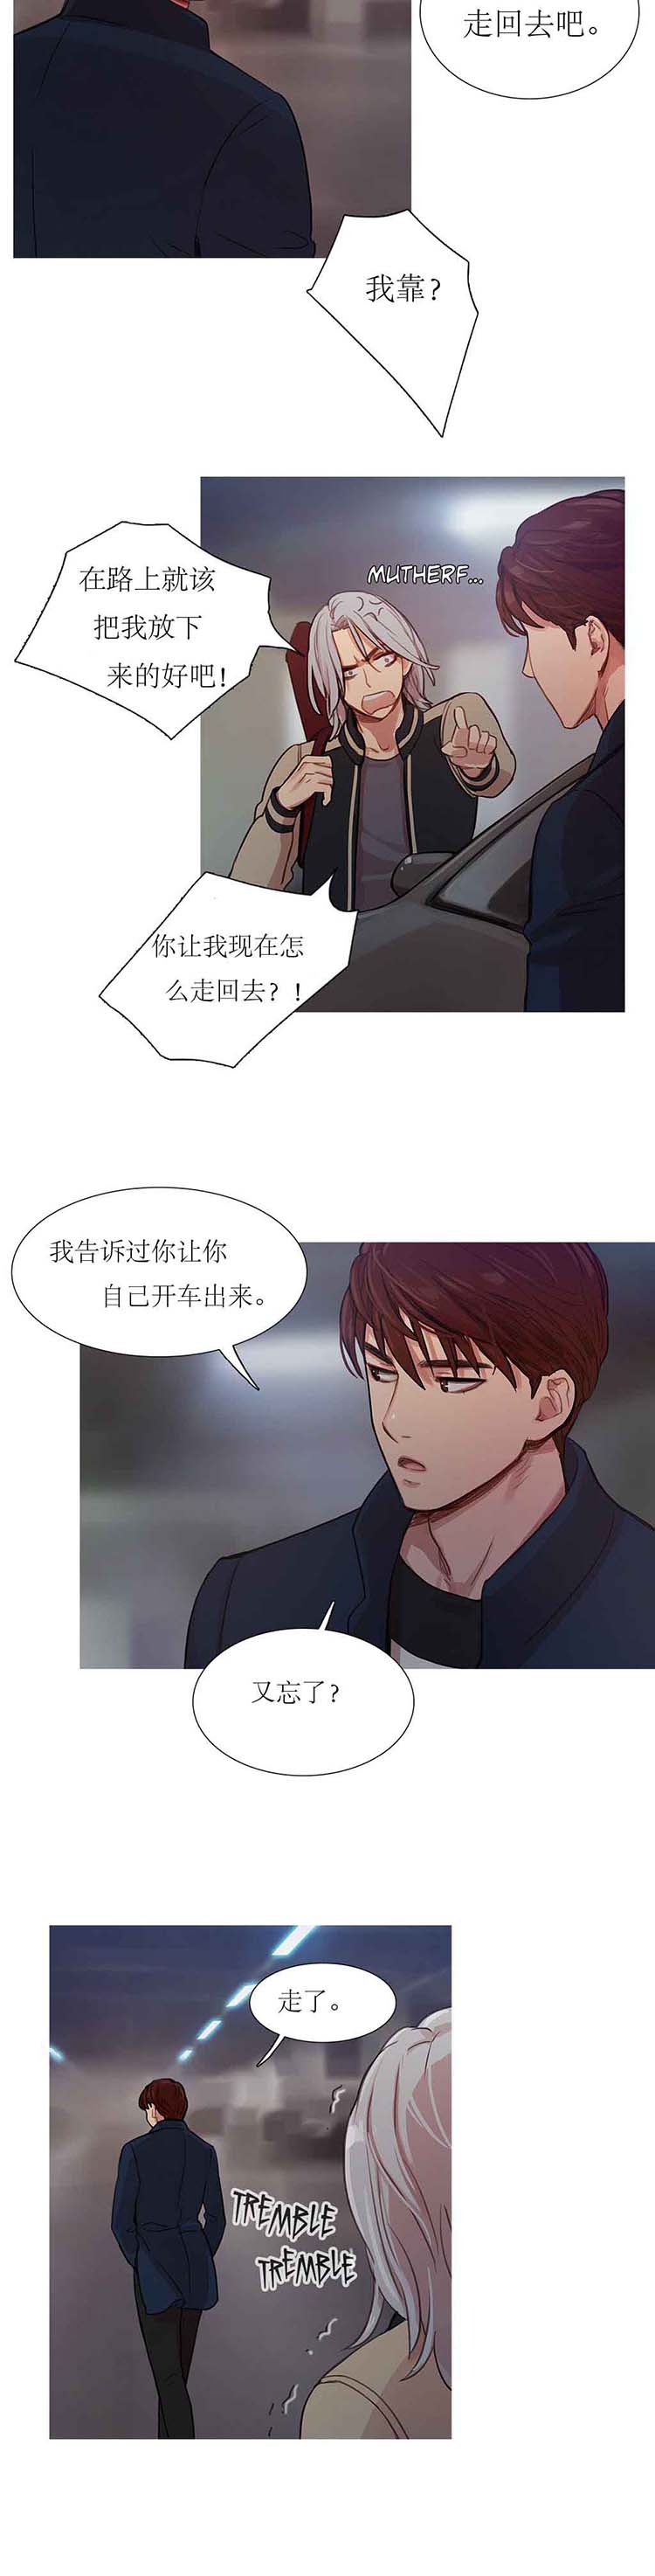 走回去吧。
我靠？
MUTHERF...
在路上就该
把我放下
来的好吧！
你让我现在怎
么走回去？！
我告诉过你让你
自己开车出来。
又忘了？
走了。
TREMBLE
TREMBLE